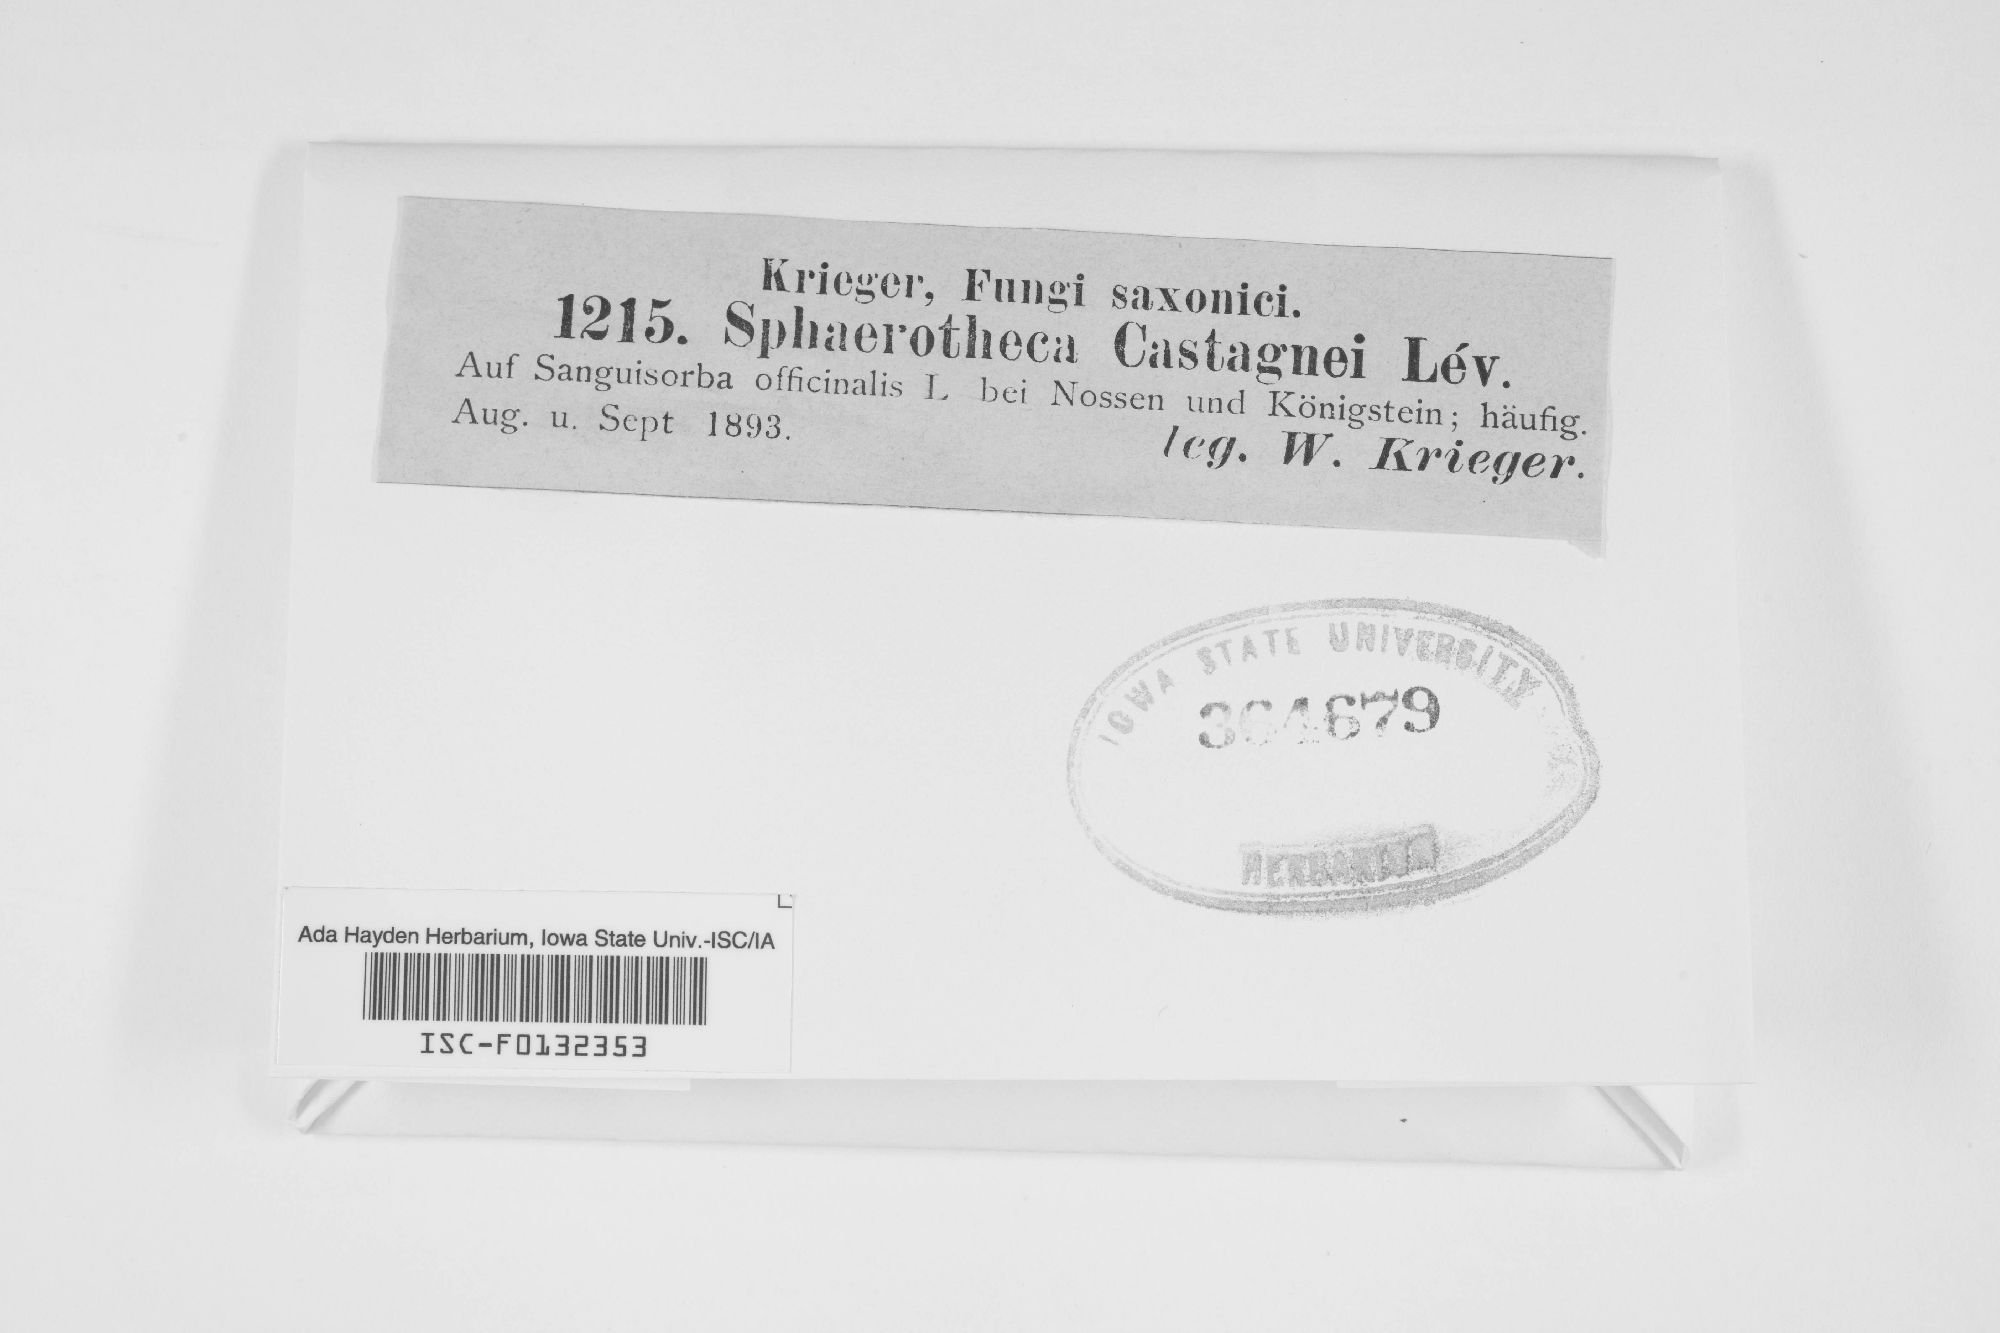 Krieger, Fungi saxonici.
1215. Sphaerotheca Castagnei Lév.
Auf Sanguisorba officinalis L bei Nossen und Königstein; häufig.
Aug. u. Sept 1893.
leg. W. Krieger.
IOWA STATE UNIVERSITY
364679
HERBARIUM
Ada Hayden Herbarium, Iowa State Univ.-ISC/IA
ISC-F0132353